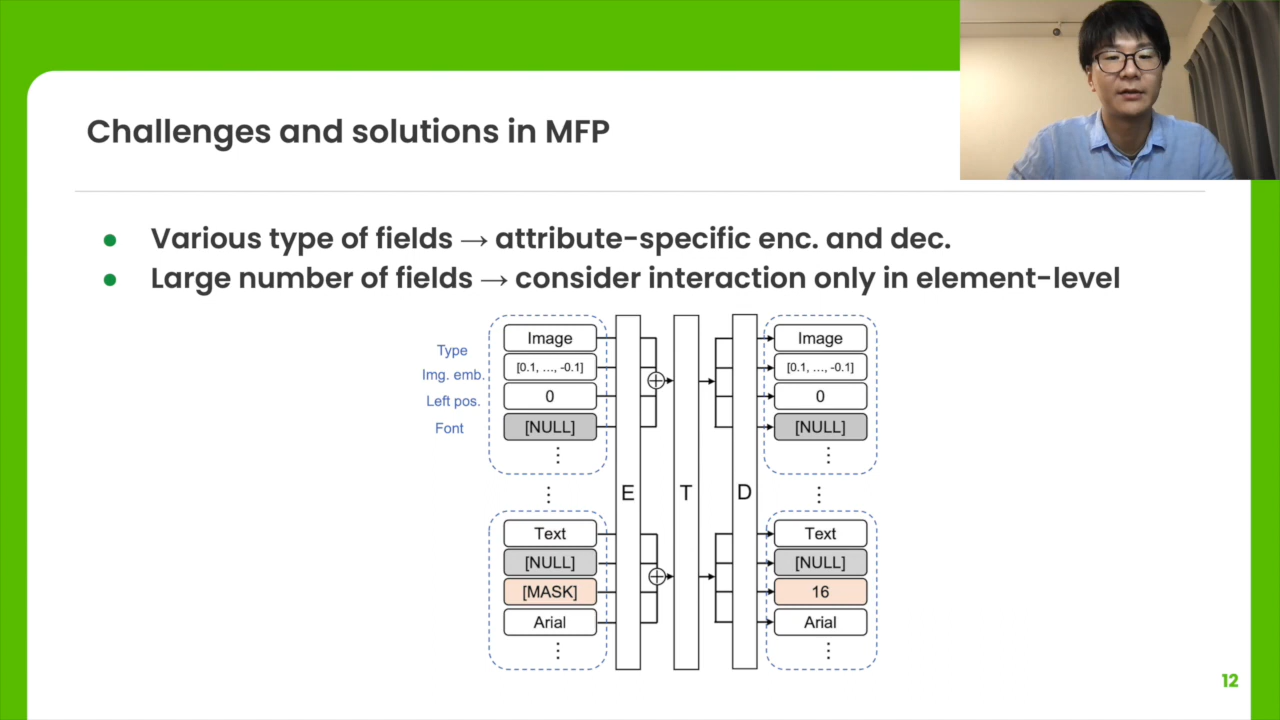 Challenges and solutions in MFP
● Various type of fields → attribute-specific enc. and dec.
● Large number of fields → consider interaction only in element-level
Type
Img. emb.
Left pos.
Font
Image
[0.1, ..., -0.1]
0
[NULL]
⋮
⋮
Text
[NULL]
[MASK]
Arial
⋮
E
T
D
Image
[0.1, ..., -0.1]
0
[NULL]
⋮
⋮
Text
[NULL]
16
Arial
⋮
12